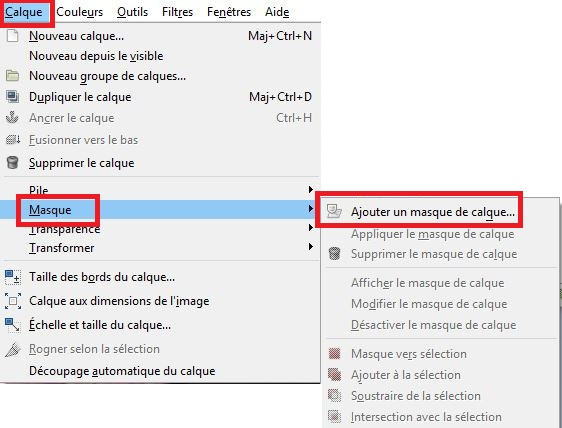 Calque Couleurs Outils Filtres Fenêtres Aide
Nouveau calque... Maj+Ctrl+N
Nouveau depuis le visible
Nouveau groupe de calques...
Dupliquer le calque Maj+Ctrl+D
Ancrer le calque Ctrl+H
Fusionner vers le bas
Supprimer le calque
Pile
Masque
Transparence
Transformer
Taille des bords du calque...
Calque aux dimensions de l'image
Échelle et taille du calque...
Rogner selon la sélection
Découpage automatique du calque
Ajouter un masque de calque...
Appliquer le masque de calque
Supprimer le masque de calque
Afficher le masque de calque
Modifier le masque de calque
Désactiver le masque de calque
Masque vers sélection
Ajouter à la sélection
Soustraire de la sélection
Intersection avec la sélection